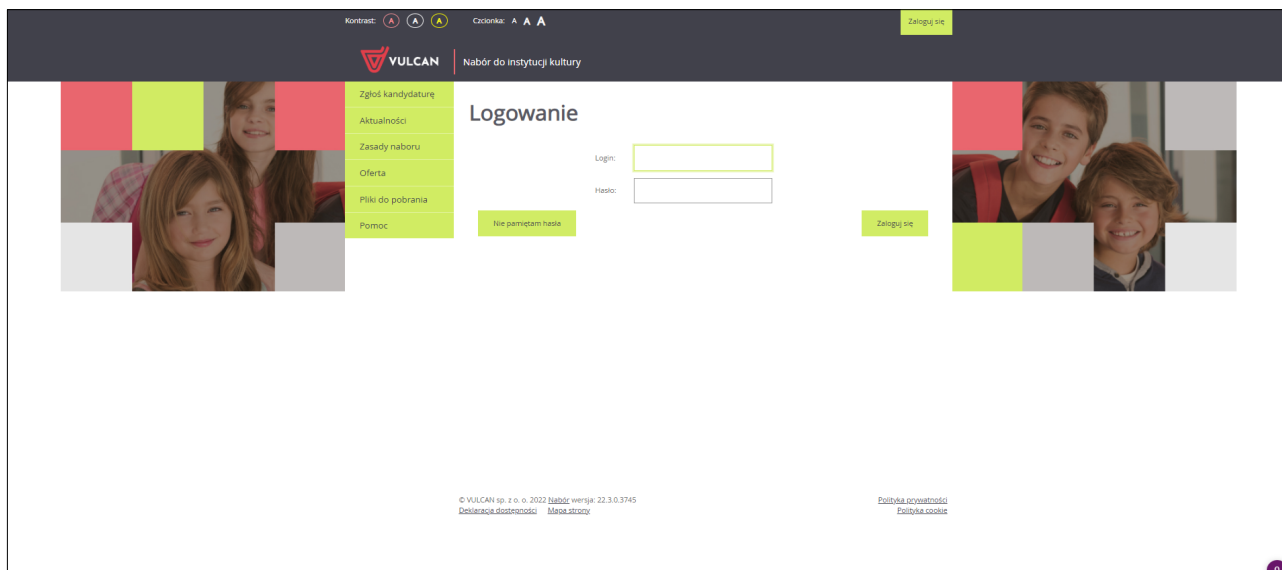 Kontrast: A A A Czcionka: A A A Zaloguj się
VULCAN Nabór do instytucji kultury
Zgłoś kandydaturę
Aktualności
Zasady naboru
Oferta
Pliki do pobrania
Pomoc
Logowanie
Login:
Hasło:
Nie pamiętam hasła Zaloguj się
© VULCAN sp. z o. o. 2022 Nabór wersja: 22.3.0.3745 Polityka prywatności
Deklaracja dostępności Mapa strony Polityka cookie